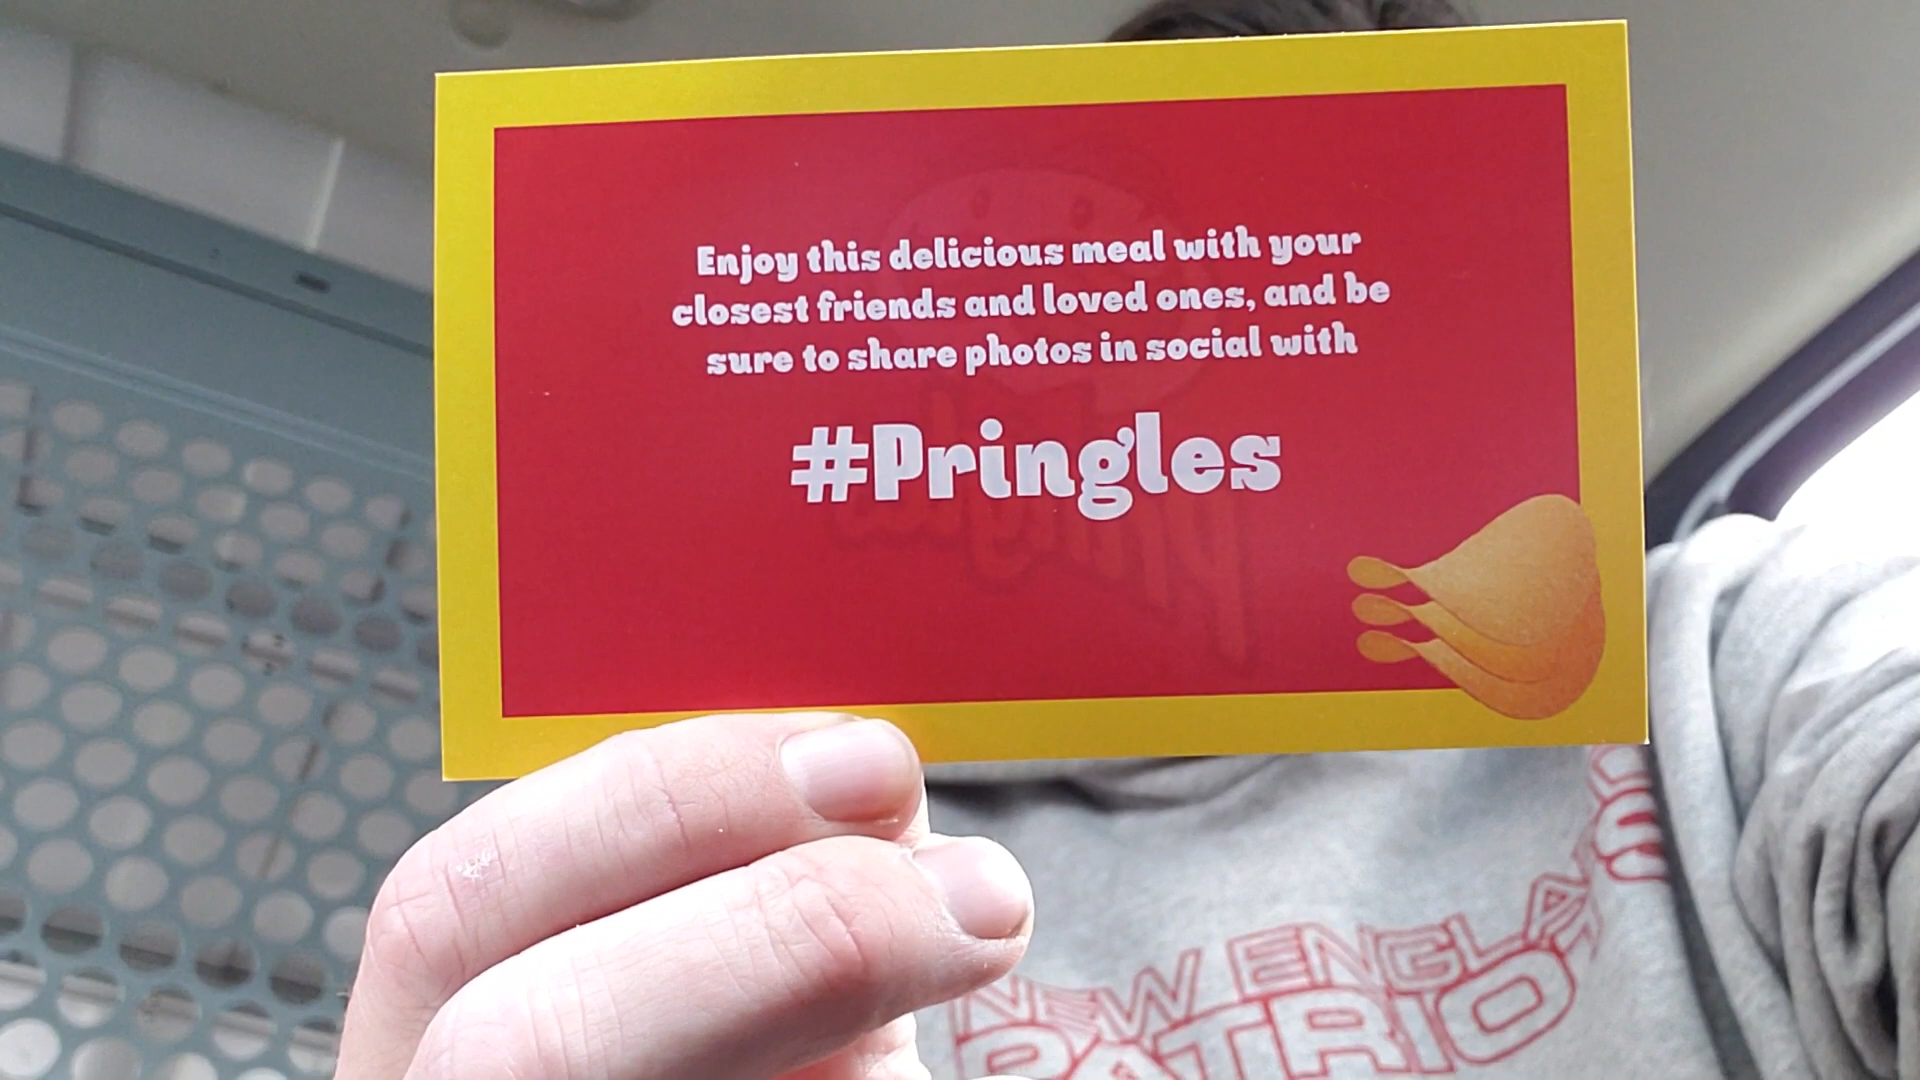 Enjoy this delicious meal with your
closest friends and loved ones, and be
sure to share photos in social with
#Pringles
NEW ENGLA
PATRIO